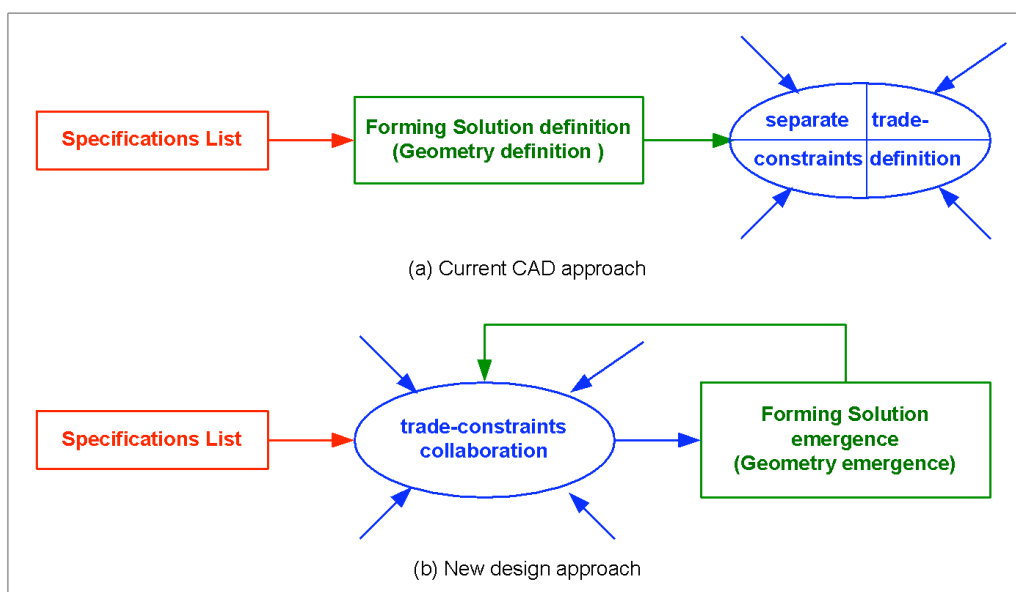 Specifications List
Forming Solution definition
(Geometry definition )
separate trade-
constraints definition
(a) Current CAD approach
Specifications List
trade-constraints
collaboration
Forming Solution
emergence
(Geometry emergence)
(b) New design approach